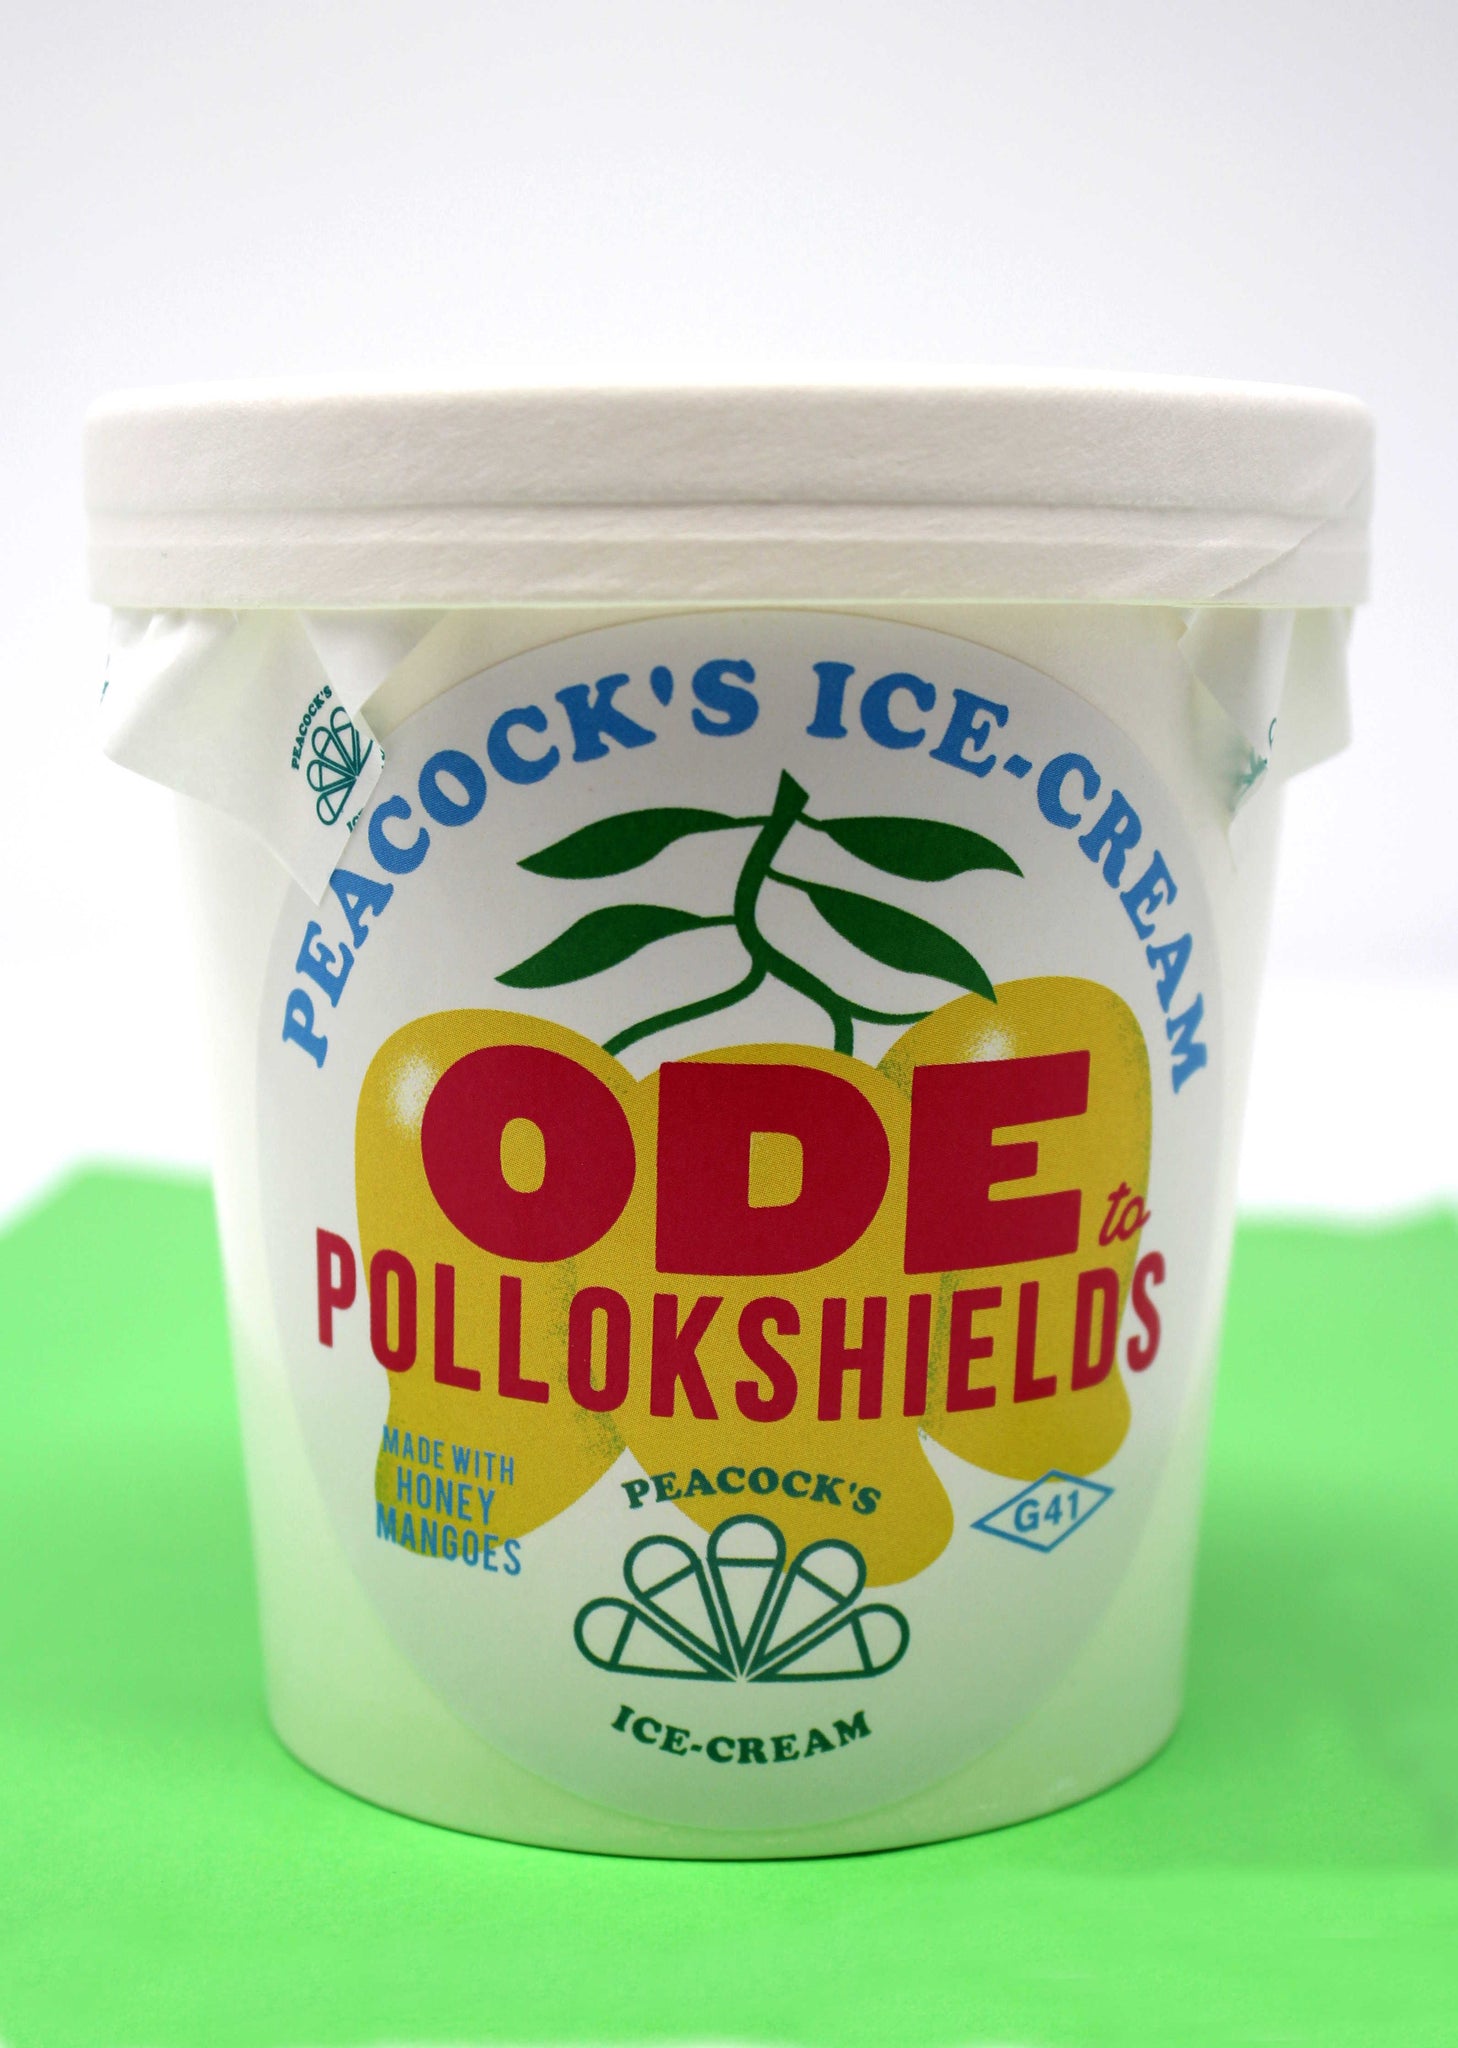 PEACOCK'S ICE-CREAM
PEACOCK'S
ODE to
POLLOKSHIELDS
MADE WITH
HONEY
MANGOES
PEACOCK'S
G41
ICE-CREAM